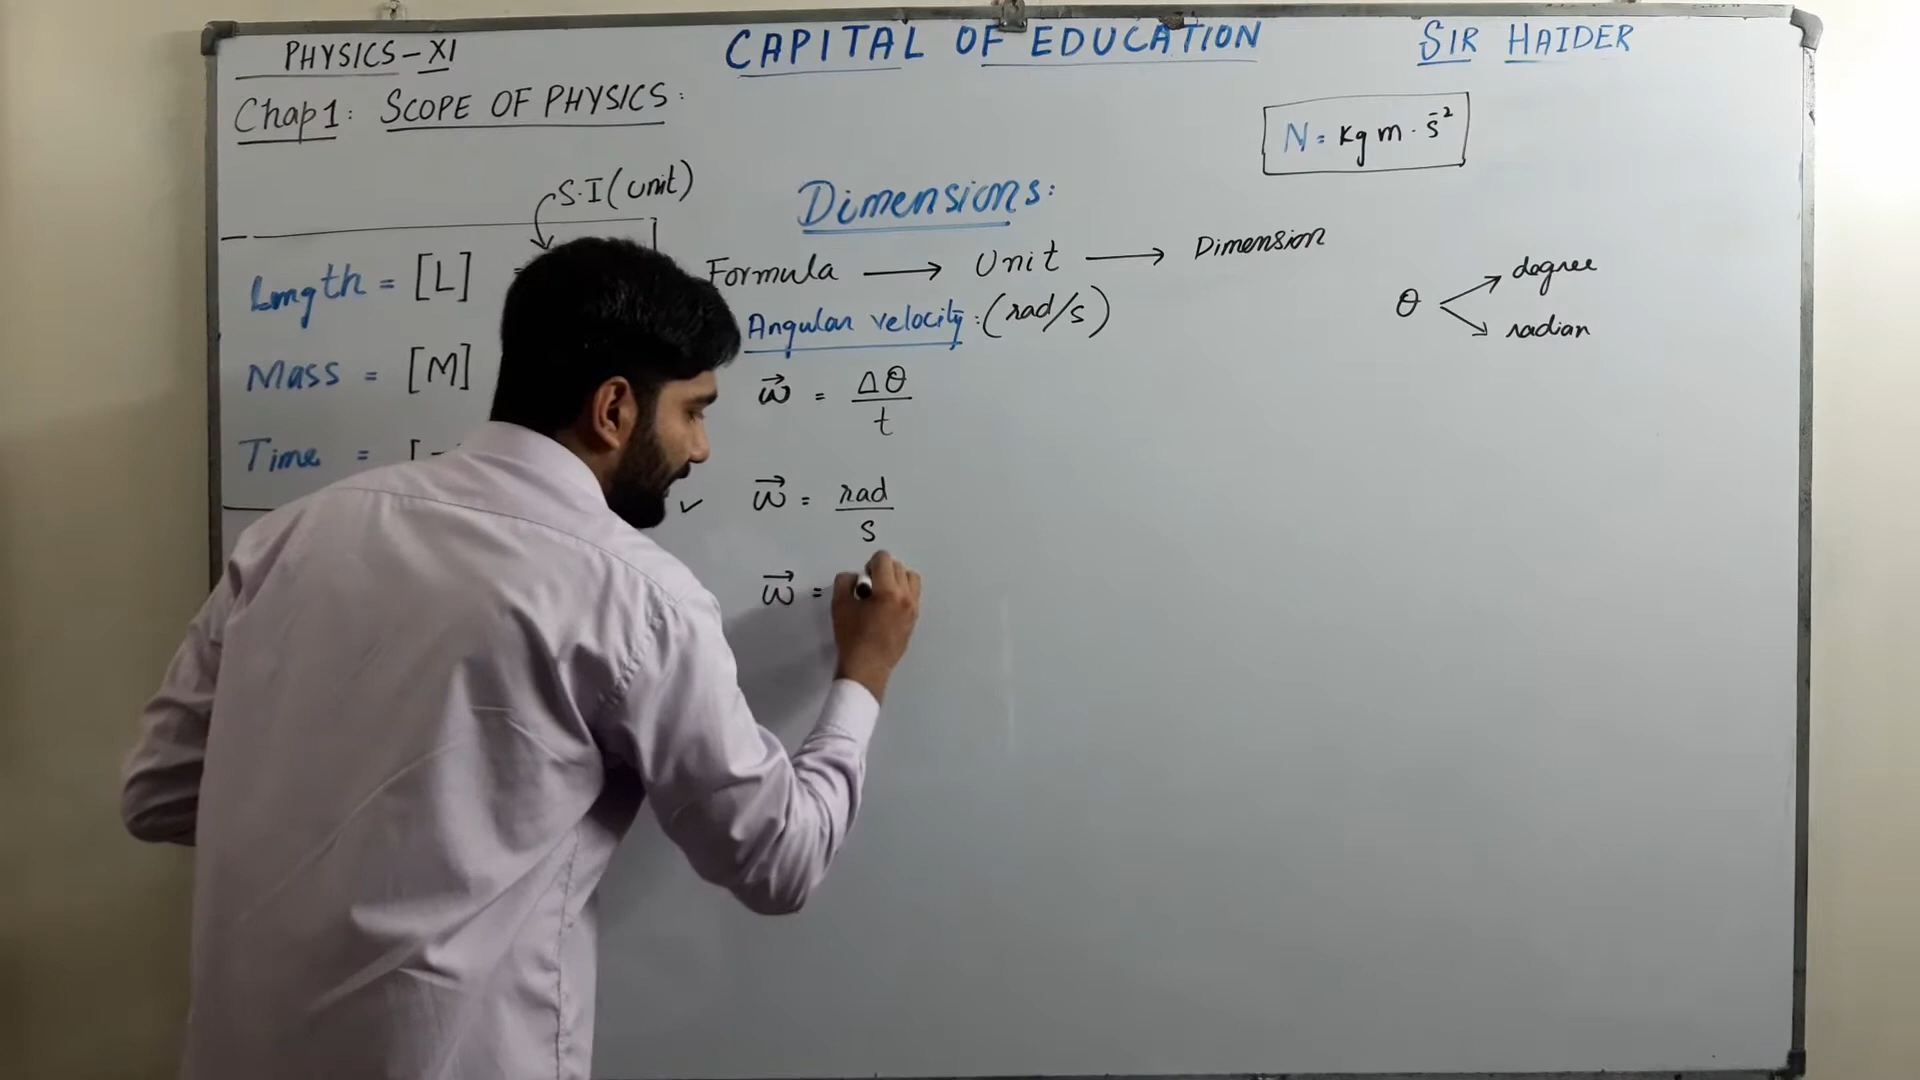 PHYSICS-XI
CAPITAL OF EDUCATION
SIR HAIDER
Chap1: SCOPE OF PHYSICS:
N = Kg m · s̄²
S.I (Unit)
Dimensions:
Length = [L] =
Mass = [M]
Time = [
Formula → Unit → Dimension
Angular velocity: (rad/s)
θ
degree
radian
ω⃗ = Δθ / t
✓ ω⃗ = rad / s
ω⃗ =